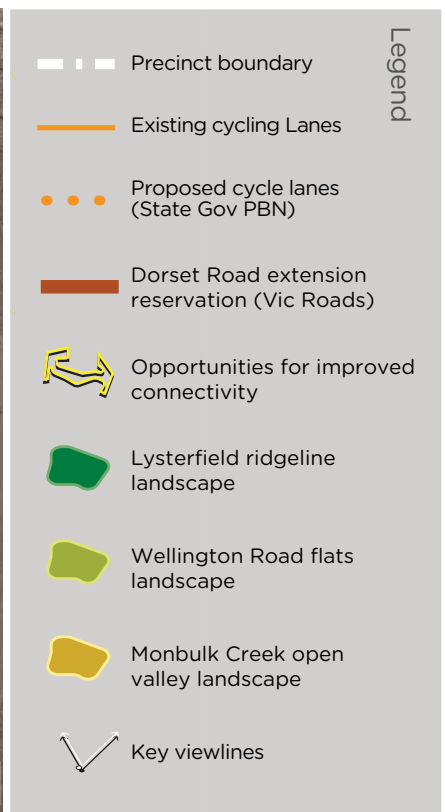 Legend
Precinct boundary
Existing cycling Lanes
Proposed cycle lanes
(State Gov PBN)
Dorset Road extension
reservation (Vic Roads)
Opportunities for improved
connectivity
Lysterfield ridgeline
landscape
Wellington Road flats
landscape
Monbulk Creek open
valley landscape
Key viewlines